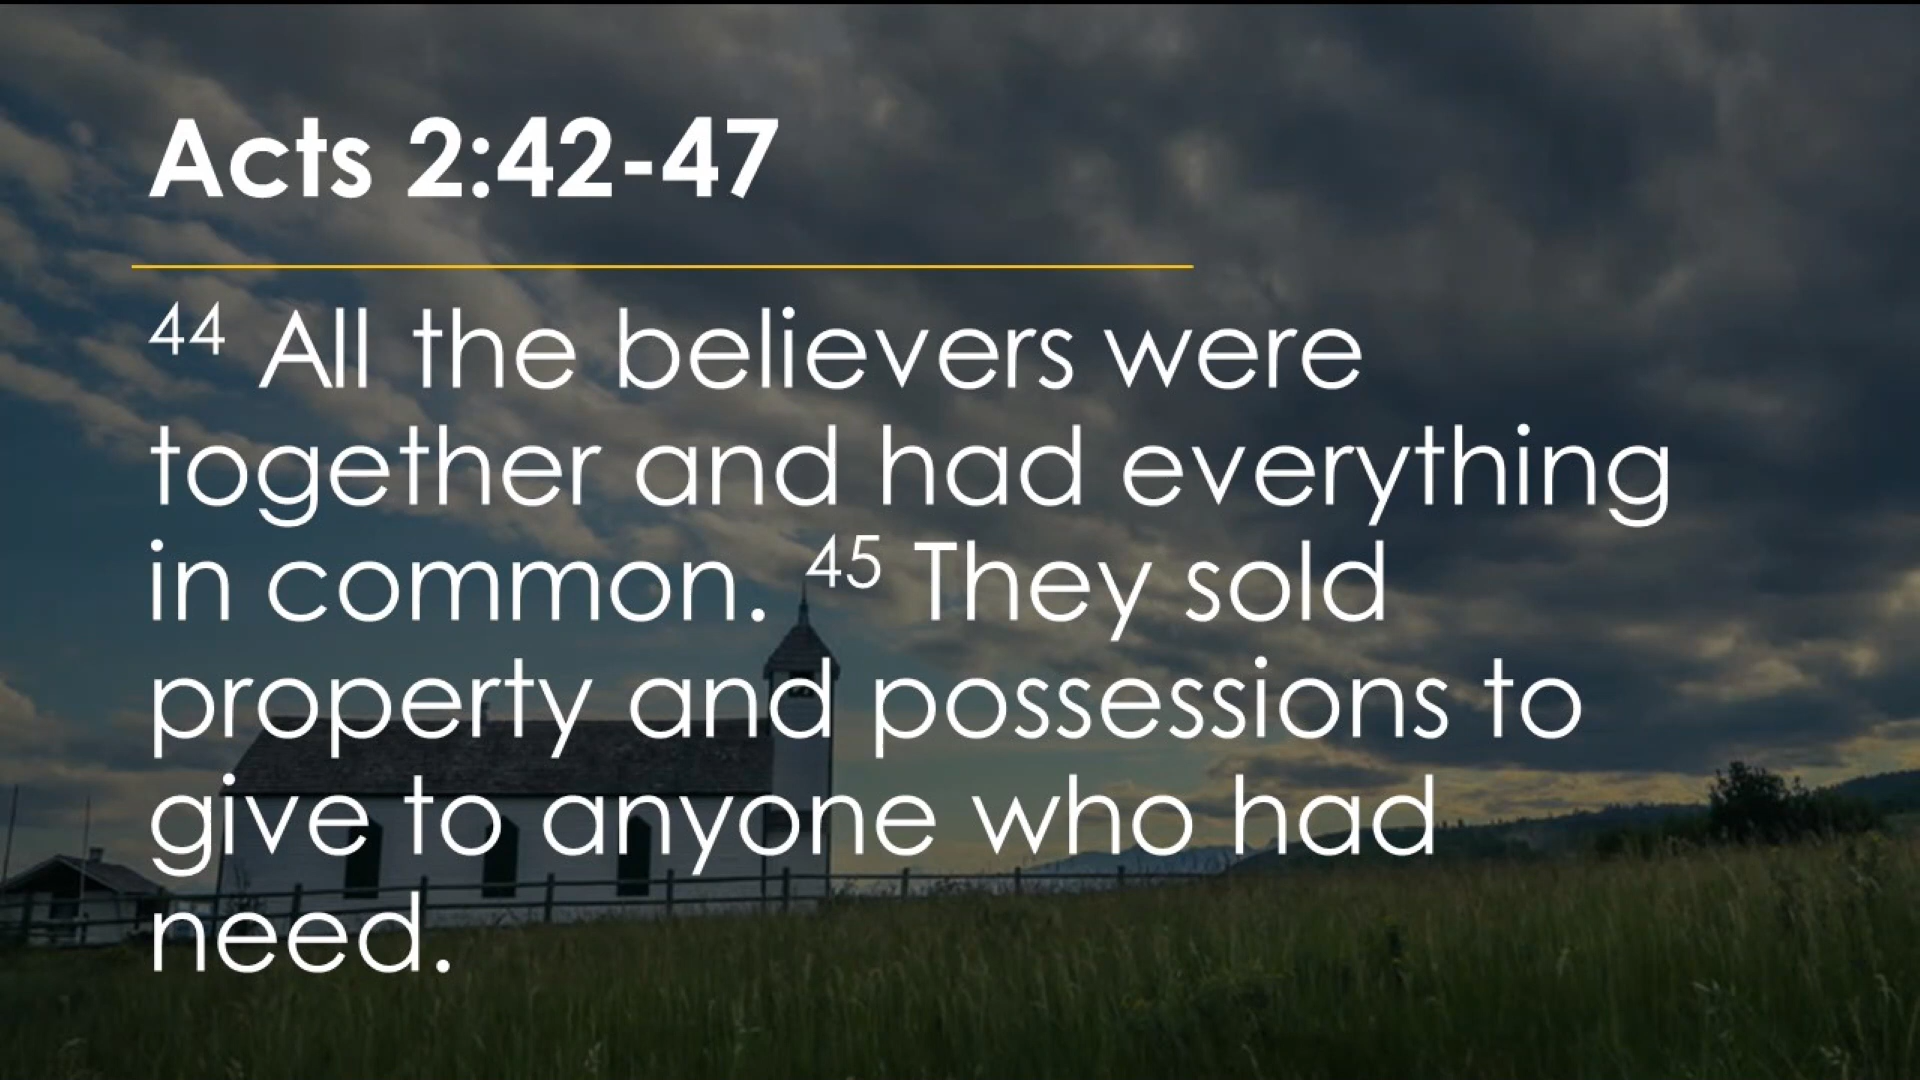 Acts 2:42-47
44 All the believers were
together and had everything
in common. 45 They sold
property and possessions to
give to anyone who had
need.